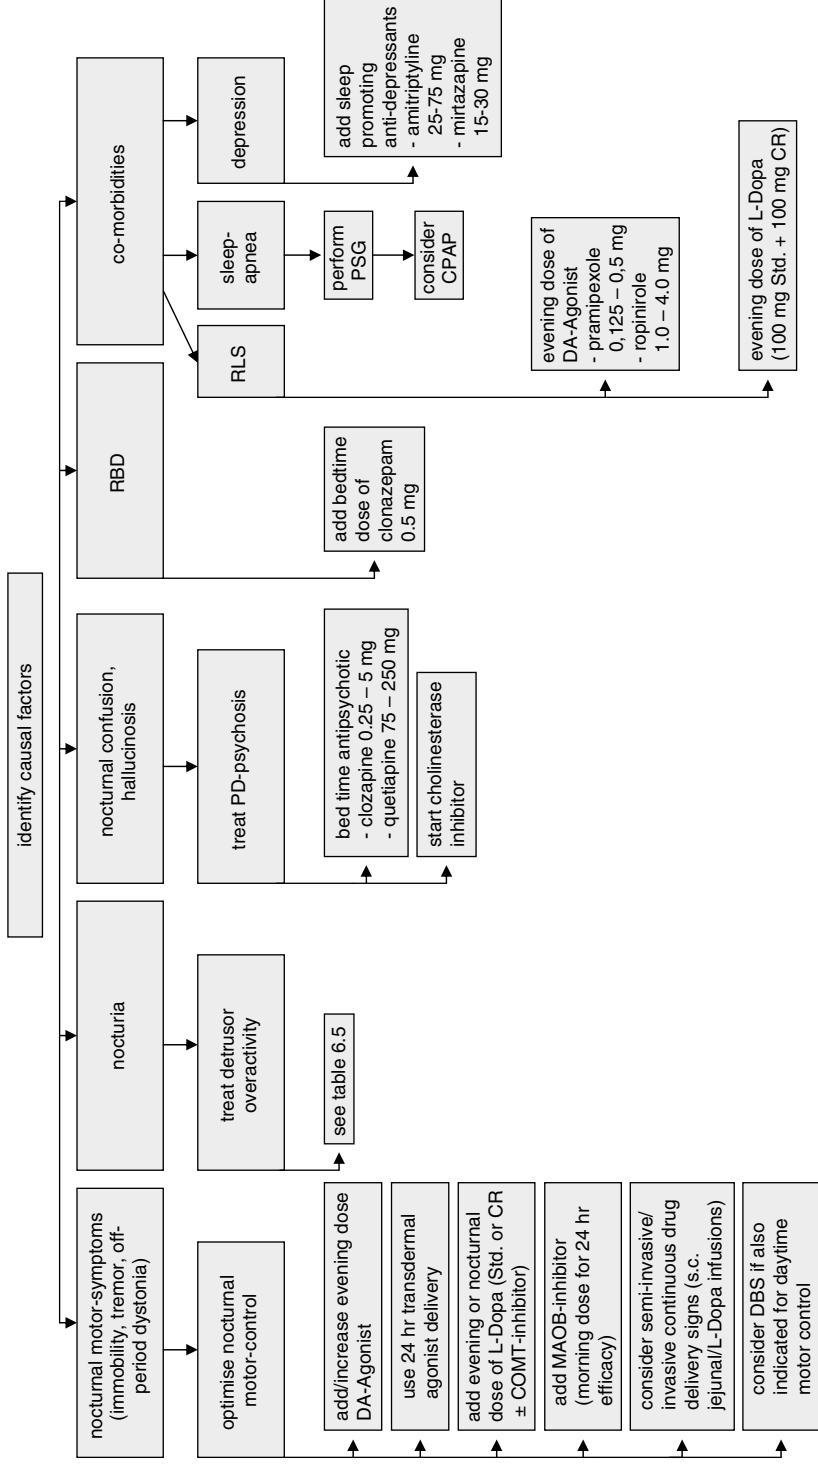 identify causal factors
nocturnal motor-symptoms
(immobility, tremor, off-
period dystonia)
optimise nocturnal
motor-control
add/increase evening dose
DA-Agonist
use 24 hr transdermal
agonist delivery
add evening or nocturnal
dose of L-Dopa (Std. or CR
± COMT-inhibitor)
add MAOB-inhibitor
(morning dose for 24 hr
efficacy)
consider semi-invasive/
invasive continuous drug
delivery signs (s.c.
jejunal/L-Dopa infusions)
consider DBS if also
indicated for daytime
motor control
nocturia
treat detrusor
overactivity
see table 6.5
nocturnal confusion,
hallucinosis
treat PD-psychosis
bed time antipsychotic
- clozapine 0.25 – 5 mg
- quetiapine 75 – 250 mg
start cholinesterase
inhibitor
RBD
add bedtime
dose of
clonazepam
0.5 mg
co-morbidities
RLS
evening dose of
DA-Agonist
- pramipexole
0,125 – 0,5 mg
- ropinirole
1.0 – 4.0 mg
evening dose of L-Dopa
(100 mg Std. + 100 mg CR)
sleep-
apnea
perform
PSG
consider
CPAP
depression
add sleep
promoting
anti-depressants
- amitriptyline
25-75 mg
- mirtazapine
15-30 mg